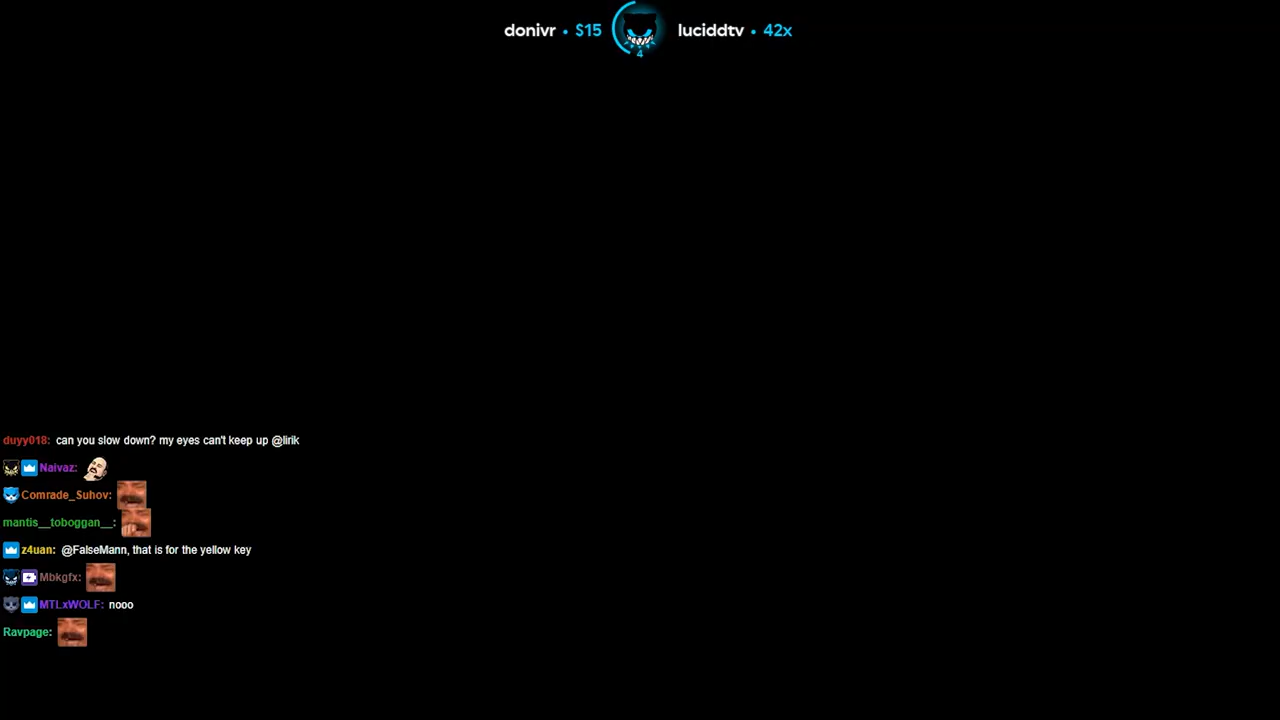 donivr • $15 luciddtv • 42x
4
duyy018: can you slow down? my eyes can't keep up @lirik
Naivaz:
Comrade_Suhov:
mantis__toboggan__:
z4uan: @FalseMann, that is for the yellow key
Mbkgfx:
MTLxWOLF: nooo
Ravpage: